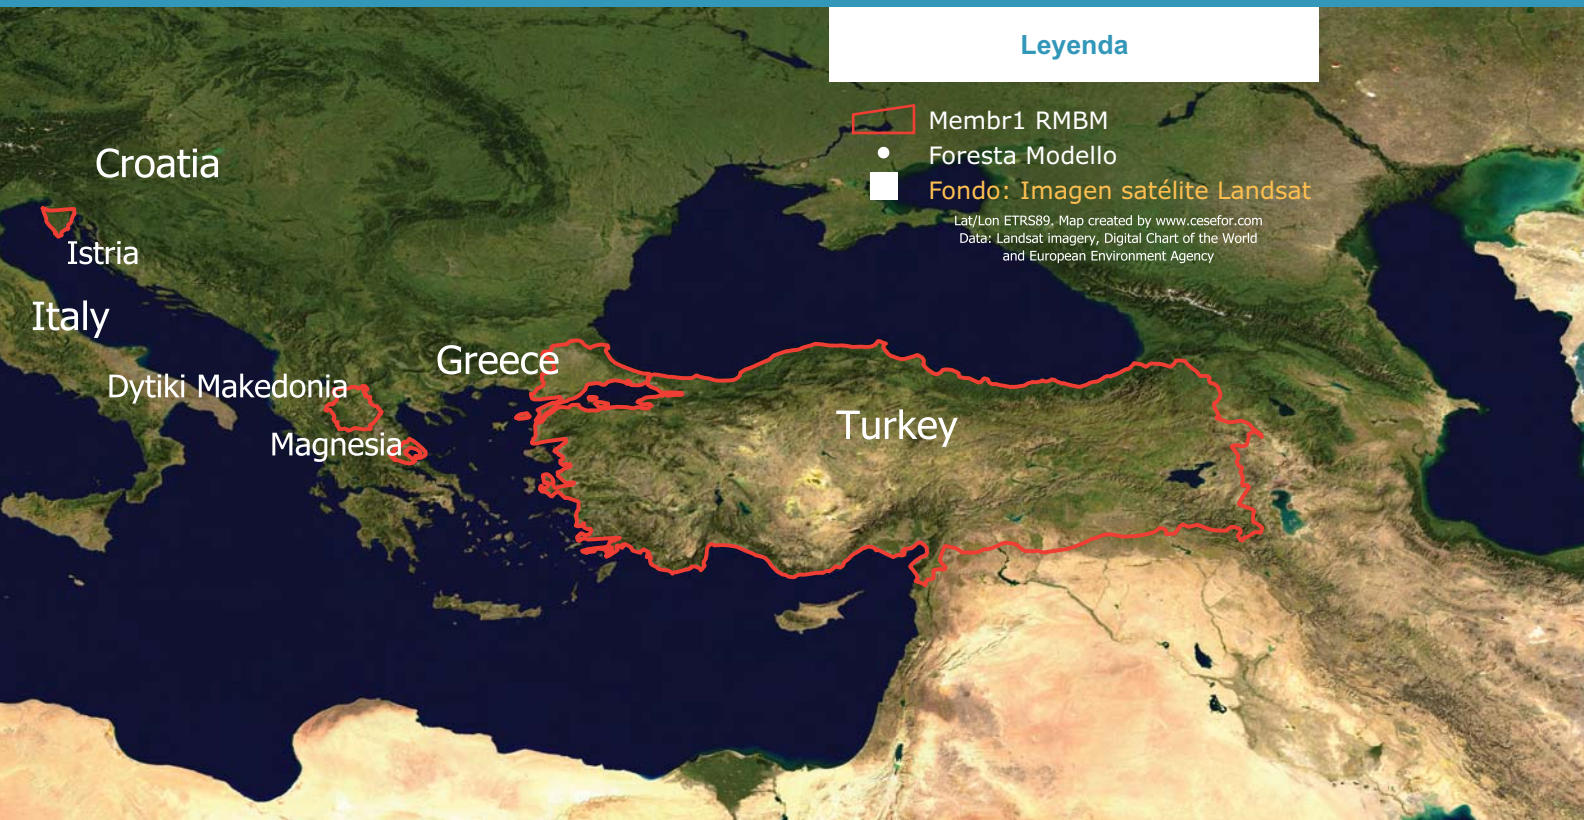 Leyenda
Membr1 RMBM
Foresta Modello
Fondo: Imagen satélite Landsat
Lat/Lon ETRS89. Map created by www.cesefor.com
Data: Landsat imagery, Digital Chart of the World
and European Environment Agency
Croatia
Istria
Italy
Greece
Dytiki Makedonia
Magnesia
Turkey